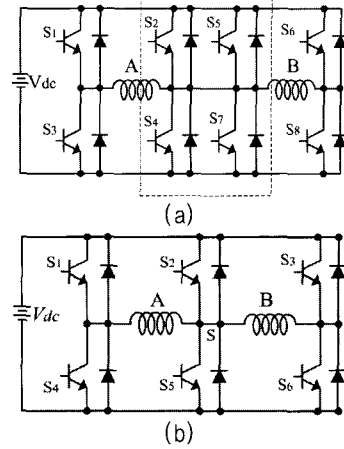 S1 S2 S5 S6
A B
Vdc
S3 S4 S7 S8
(a)
S1 S2 S3
A B
Vdc
S
S4 S5 S6
(b)